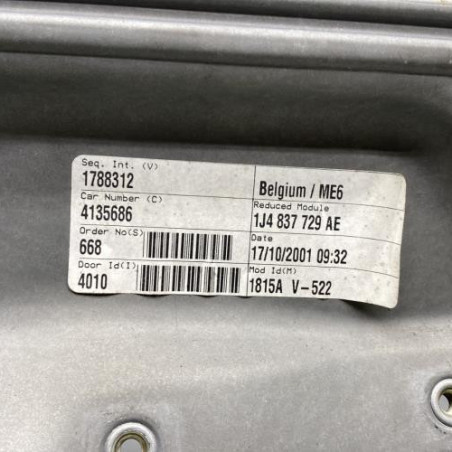 Seq. Int. (V)
1788312
Belgium / ME6
Car Number (C)
4135686
Reduced Module
1J4 837 729 AE
Order No(S)
668
Date
17/10/2001 09:32
Door Id(I)
4010
Mod Id(M)
1815A V-522